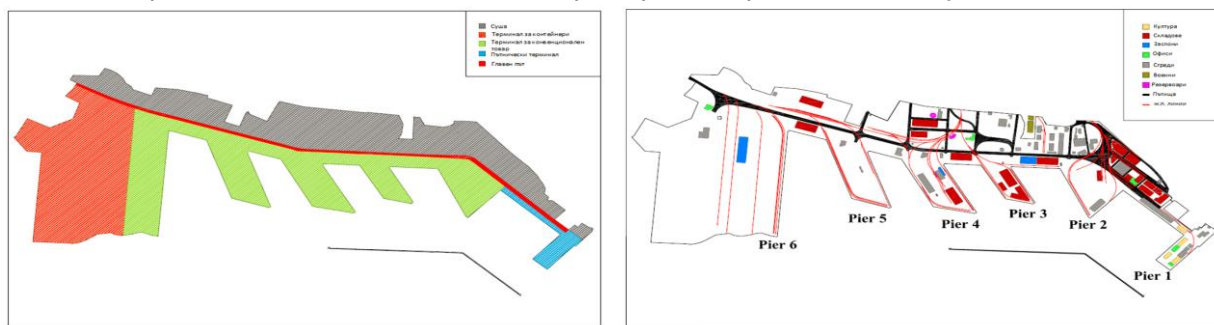 Суша
Терминал за контейнери
Терминал за конвенционален
товар
Пътнически терминал
Главен път
Култура
Складове
Заслони
Офиси
Сгради
Военни
Резервоари
Пътища
ж.п. линии
Pier 6
Pier 5
Pier 4
Pier 3
Pier 2
Pier 1